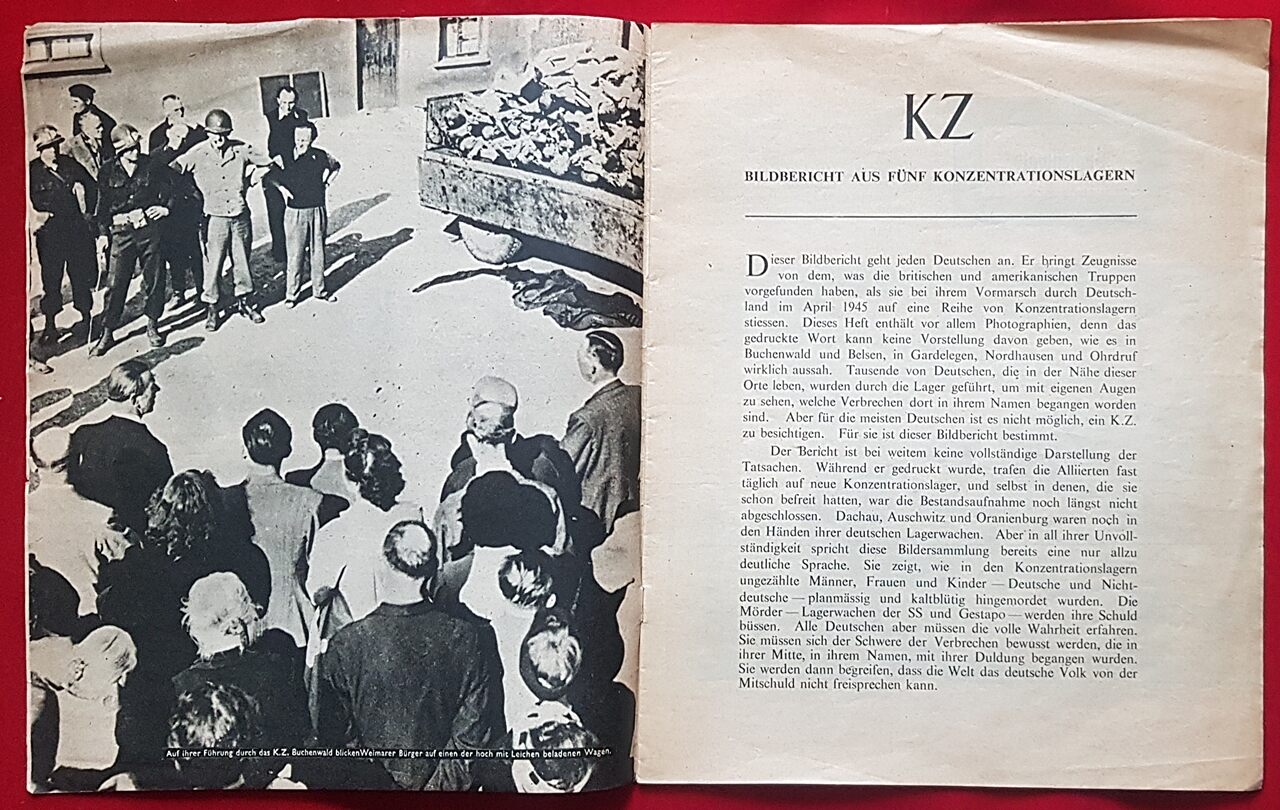 Auf ihrer Führung durch das K.Z. Buchenwald blicken Weimarer Bürger auf einen der hoch mit Leichen beladenen Wagen.
KZ
BILDBERICHT AUS FÜNF KONZENTRATIONSLAGERN
Dieser Bildbericht geht jeden Deutschen an. Er bringt Zeugnisse
von dem, was die britischen und amerikanischen Truppen
vorgefunden haben, als sie bei ihrem Vormarsch durch Deutsch-
land im April 1945 auf eine Reihe von Konzentrationslagern
stiessen. Dieses Heft enthält vor allem Photographien, denn das
gedruckte Wort kann keine Vorstellung davon geben, wie es in
Buchenwald und Belsen, in Gardelegen, Nordhausen und Ohrdruf
wirklich aussah. Tausende von Deutschen, die in der Nähe dieser
Orte leben, wurden durch die Lager geführt, um mit eigenen Augen
zu sehen, welche Verbrechen dort in ihrem Namen begangen worden
sind. Aber für die meisten Deutschen ist es nicht möglich, ein K.Z.
zu besichtigen. Für sie ist dieser Bildbericht bestimmt.
Der Bericht ist bei weitem keine vollständige Darstellung der
Tatsachen. Während er gedruckt wurde, trafen die Alliierten fast
täglich auf neue Konzentrationslager, und selbst in denen, die sie
schon befreit hatten, war die Bestandsaufnahme noch längst nicht
abgeschlossen. Dachau, Auschwitz und Oranienburg waren noch in
den Händen ihrer deutschen Lagerwachen. Aber in all ihrer Unvoll-
ständigkeit spricht diese Bildersammlung bereits eine nur allzu
deutliche Sprache. Sie zeigt, wie in den Konzentrationslagern
ungezählte Männer, Frauen und Kinder — Deutsche und Nicht-
deutsche — planmässig und kaltblütig hingemordet wurden. Die
Mörder — Lagerwachen der SS und Gestapo — werden ihre Schuld
büssen. Alle Deutschen aber müssen die volle Wahrheit erfahren.
Sie müssen sich der Schwere der Verbrechen bewusst werden, die in
ihrer Mitte, in ihrem Namen, mit ihrer Duldung begangen wurden.
Sie werden dann begreifen, dass die Welt das deutsche Volk von der
Mitschuld nicht freisprechen kann.